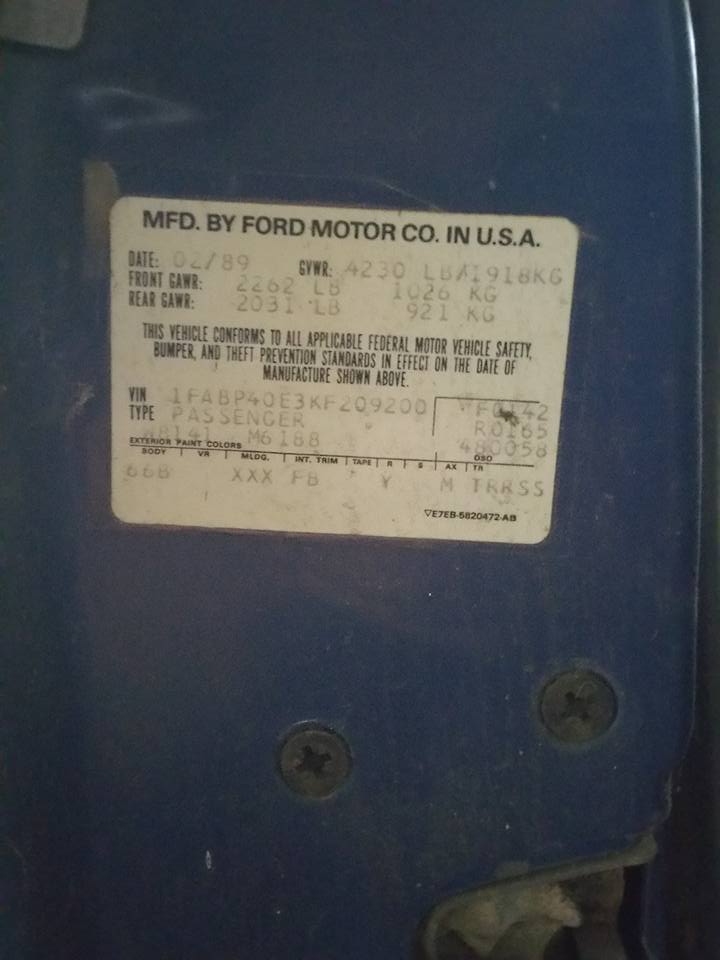 MFD. BY FORD MOTOR CO. IN U.S.A.
DATE: 02/89 GVWR: 4230 LB/1918KG
FRONT GAWR: 2262 LB 1026 KG
REAR GAWR: 2031 LB 921 KG
THIS VEHICLE CONFORMS TO ALL APPLICABLE FEDERAL MOTOR VEHICLE SAFETY,
BUMPER, AND THEFT PREVENTION STANDARDS IN EFFECT ON THE DATE OF
MANUFACTURE SHOWN ABOVE.
VIN 1FABP40E3KF209200 F0142
TYPE PASSENGER R0165
M6188 480058
EXTERIOR PAINT COLORS DSO
BODY VR MLDG. INT. TRIM TAPE R S AX TR
66B XXX FB Y M TRRSS
▽E7EB-5820472-AB